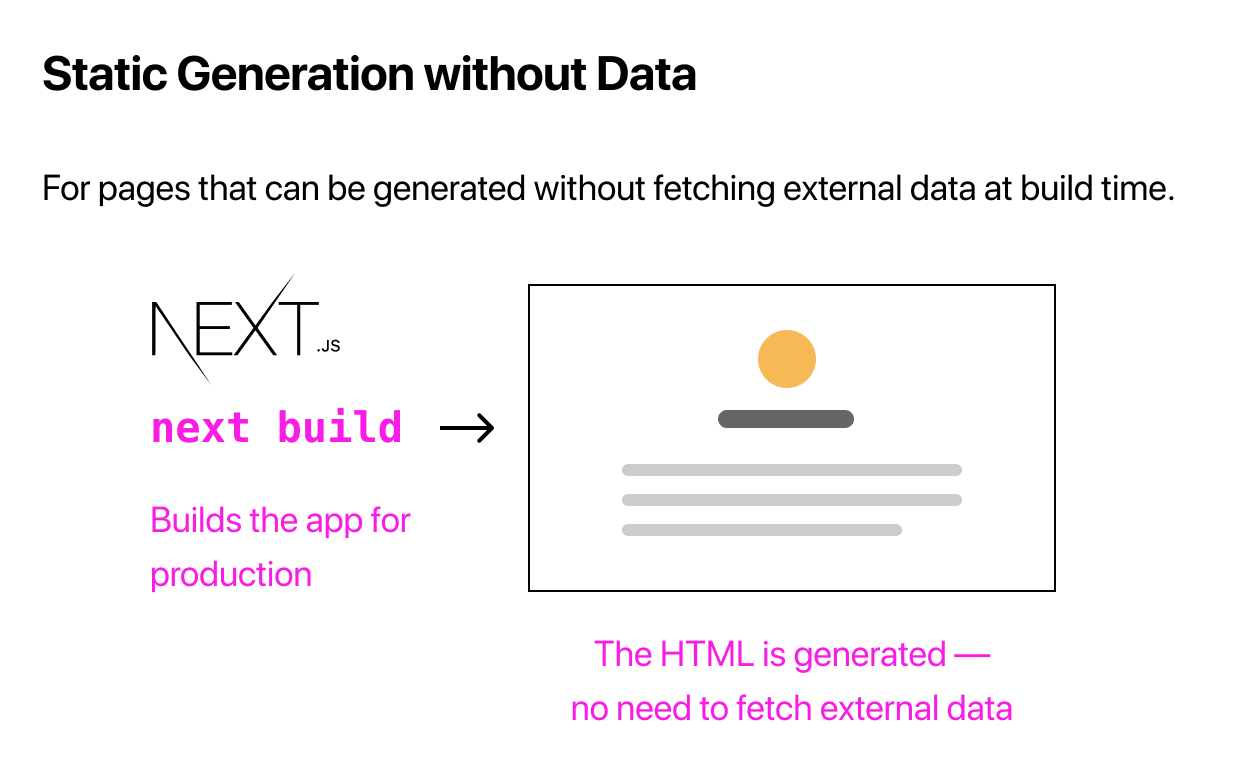 Static Generation without Data
For pages that can be generated without fetching external data at build time.
NEXT.JS
next build
Builds the app for
production
The HTML is generated —
no need to fetch external data